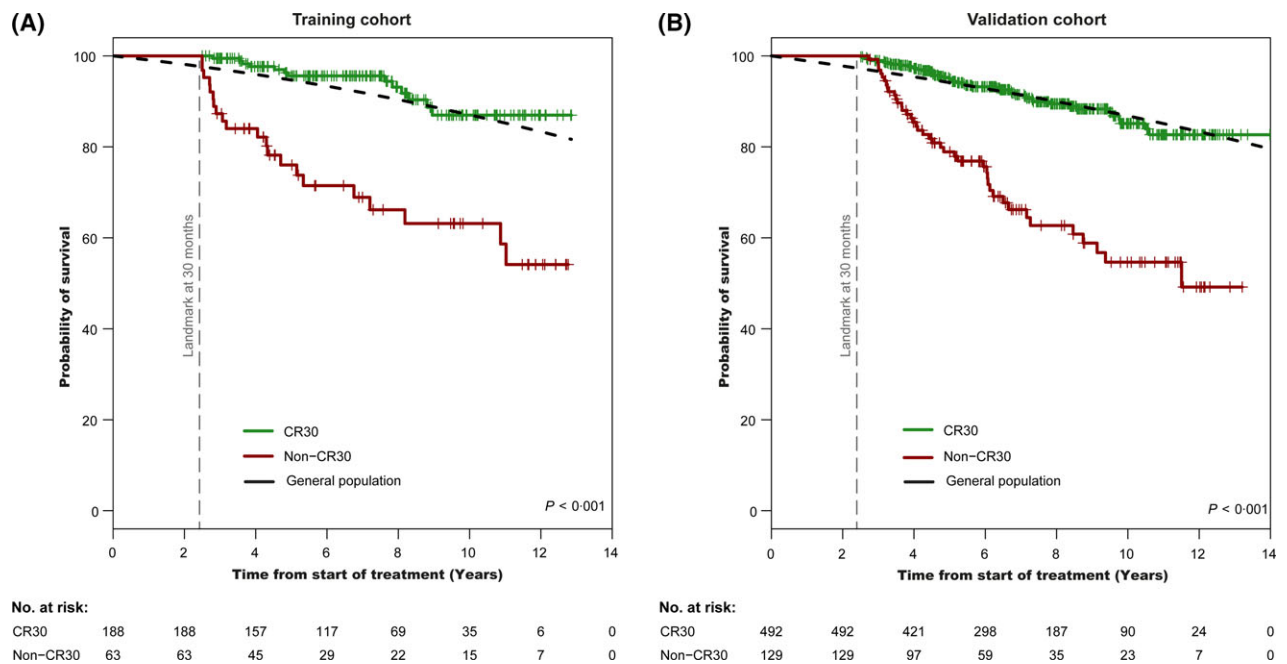 (A)
Training cohort
100
80
60
40
20
0
Probability of survival
Landmark at 30 months
CR30
Non−CR30
General population
P < 0·001
0 2 4 6 8 10 12 14
Time from start of treatment (Years)
No. at risk:
CR30 188 188 157 117 69 35 6 0
Non−CR30 63 63 45 29 22 15 7 0
(B)
Validation cohort
100
80
60
40
20
0
Probability of survival
Landmark at 30 months
CR30
Non−CR30
General population
P < 0·001
0 2 4 6 8 10 12 14
Time from start of treatment (Years)
No. at risk:
CR30 492 492 421 298 187 90 24 0
Non−CR30 129 129 97 59 35 23 7 0